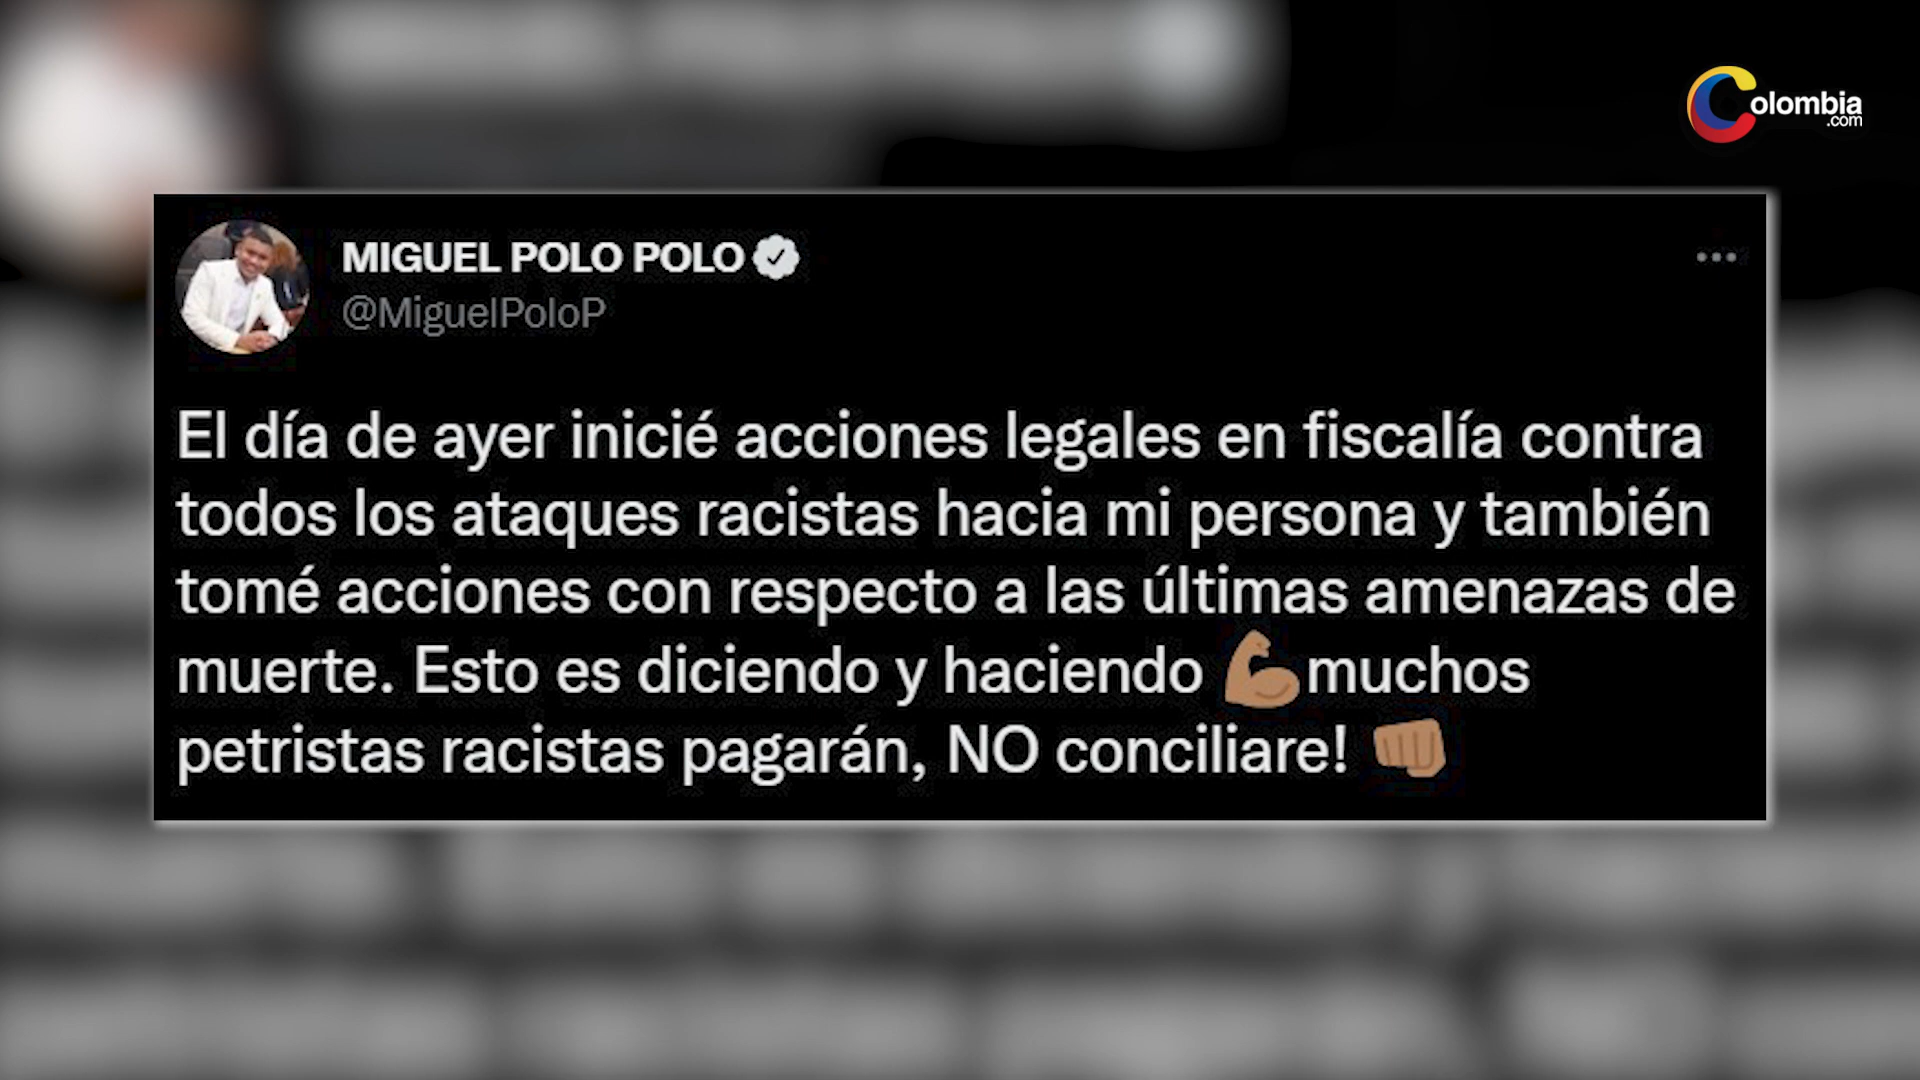 Colombia
.com
MIGUEL POLO POLO
@MiguelPoloP
El día de ayer inicié acciones legales en fiscalía contra
todos los ataques racistas hacia mi persona y también
tomé acciones con respecto a las últimas amenazas de
muerte. Esto es diciendo y haciendo 💪🏽muchos
petristas racistas pagarán, NO conciliare! 👊🏽